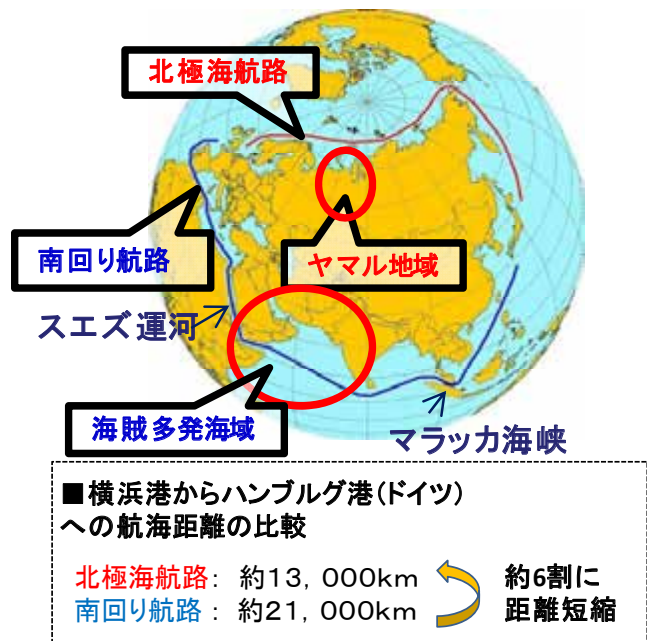 北極海航路
南回り航路
ヤマル地域
スエズ運河
海賊多発海域
マラッカ海峡
■横浜港からハンブルグ港(ドイツ)
への航海距離の比較
北極海航路: 約13,000km
南回り航路: 約21,000km
約6割に
距離短縮